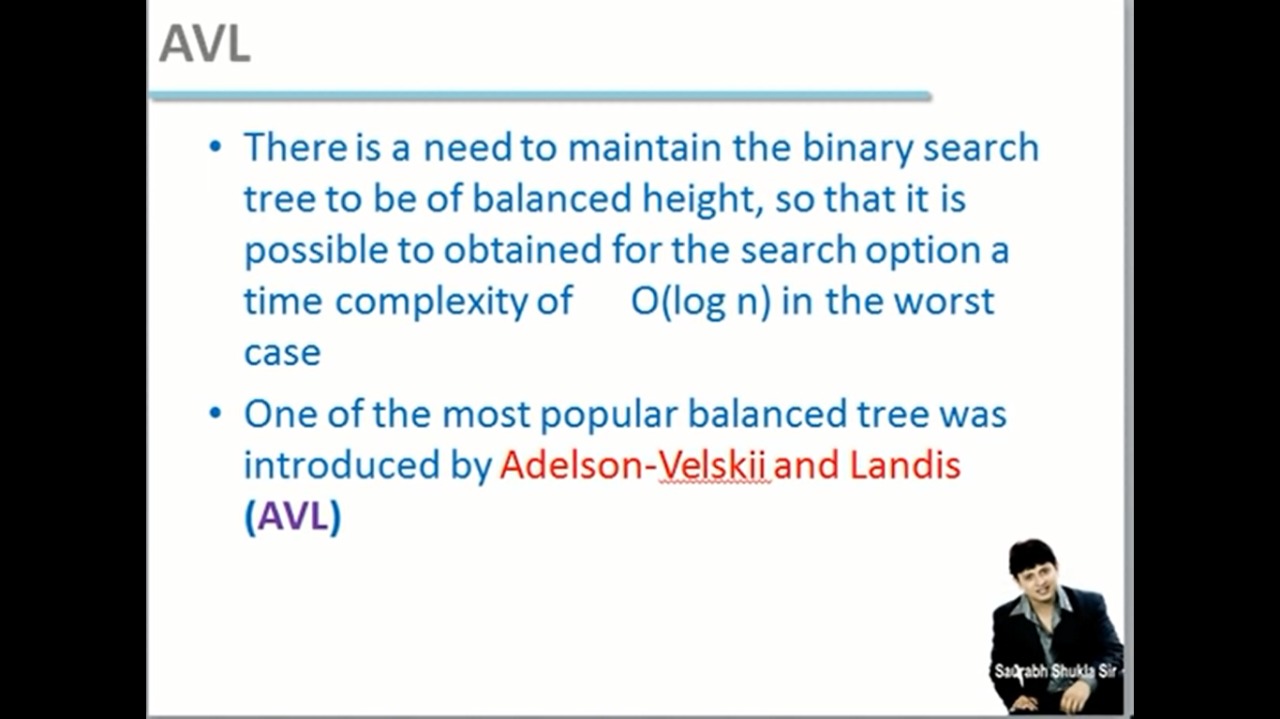 AVL
• There is a need to maintain the binary search
tree to be of balanced height, so that it is
possible to obtained for the search option a
time complexity of O(log n) in the worst
case
• One of the most popular balanced tree was
introduced by Adelson-Velskii and Landis
(AVL)
Saurabh Shukla Sir